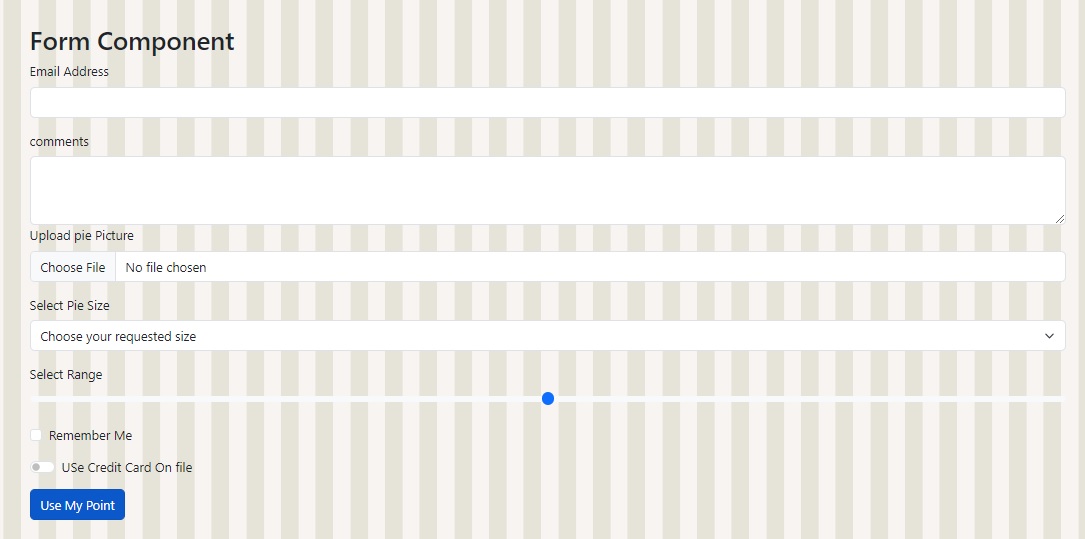 Form Component
Email Address
comments
Upload pie Picture
Choose File No file chosen
Select Pie Size
Choose your requested size
Select Range
Remember Me
USe Credit Card On file
Use My Point